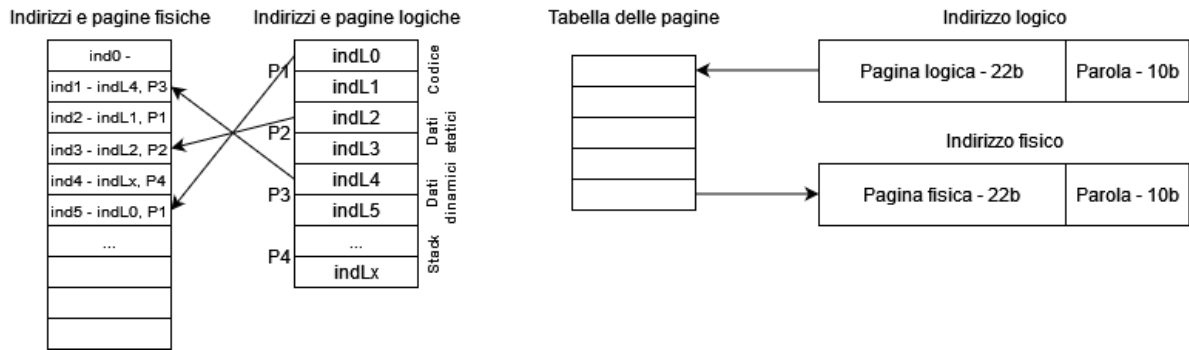 Indirizzi e pagine fisiche
ind0 -
ind1 - indL4, P3
ind2 - indL1, P1
ind3 - indL2, P2
ind4 - indLx, P4
ind5 - indL0, P1
...
Indirizzi e pagine logiche
P1
P2
P3
P4
indL0
indL1
indL2
indL3
indL4
indL5
...
indLx
Codice
Dati
statici
Dati
dinamici
Stack
Tabella delle pagine
Indirizzo logico
Pagina logica - 22b
Parola - 10b
Indirizzo fisico
Pagina fisica - 22b
Parola - 10b